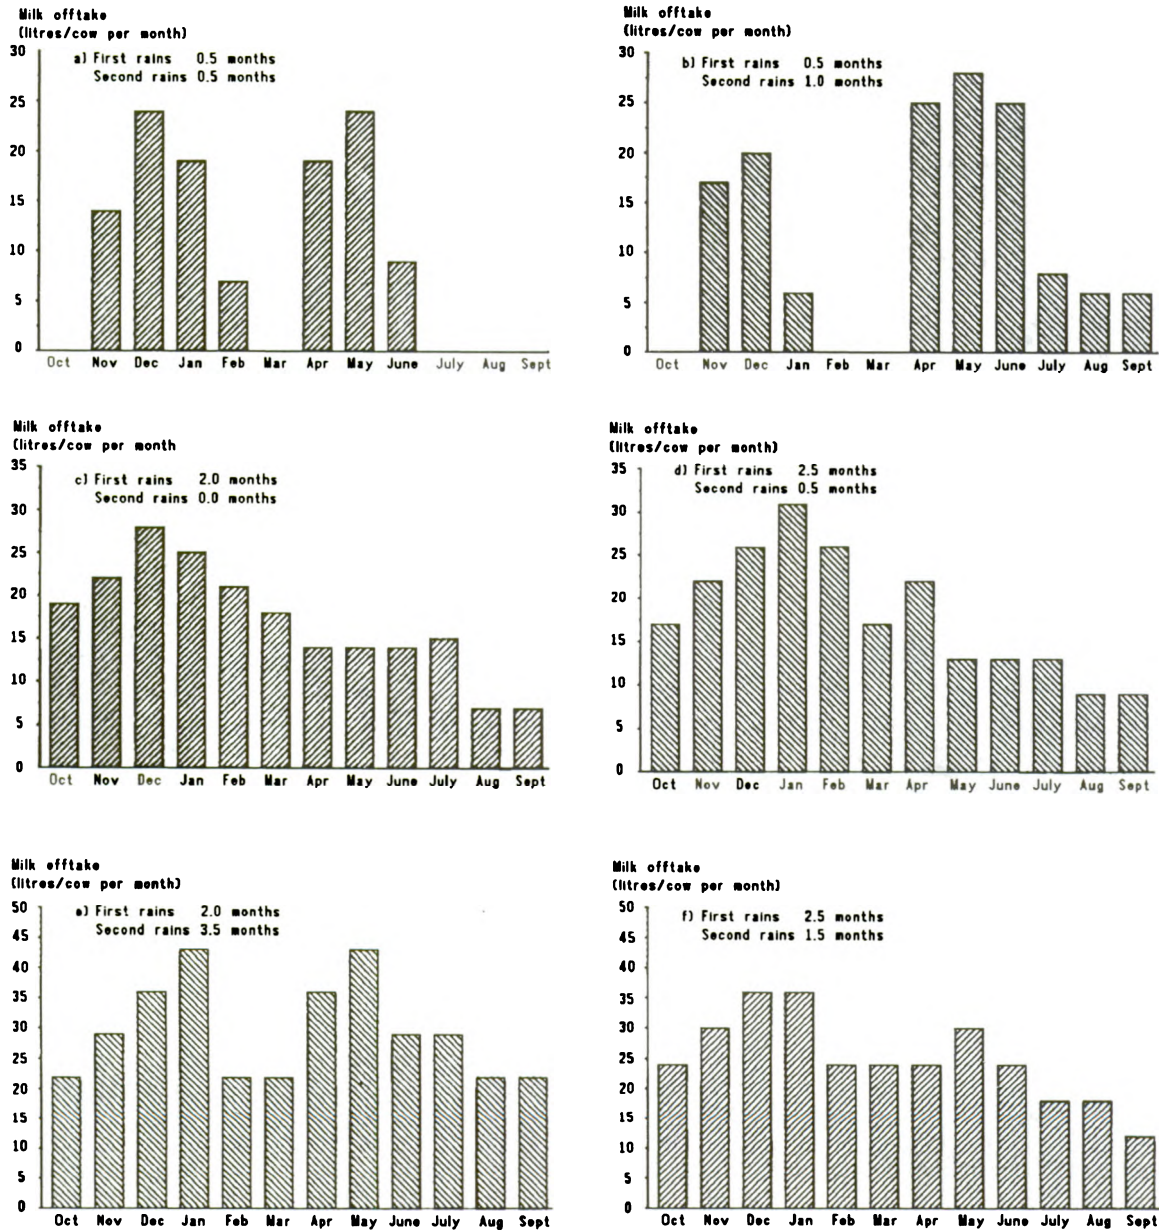 Milk offtake
(litres/cow per month)
a) First rains 0.5 months
Second rains 0.5 months
30
25
20
15
10
5
0
Oct Nov Dec Jan Feb Mar Apr May June July Aug Sept
Milk offtake
(litres/cow per month)
b) First rains 0.5 months
Second rains 1.0 months
30
25
20
15
10
5
0
Oct Nov Dec Jan Feb Mar Apr May June July Aug Sept
Milk offtake
(litres/cow per month
c) First rains 2.0 months
Second rains 0.0 months
35
30
25
20
15
10
5
0
Oct Nov Dec Jan Feb Mar Apr May June July Aug Sept
Milk offtake
(litres/cow per month)
d) First rains 2.5 months
Second rains 0.5 months
35
30
25
20
15
10
5
0
Oct Nov Dec Jan Feb Mar Apr May June July Aug Sept
Milk offtake
(litres/cow per month)
e) First rains 2.0 months
Second rains 3.5 months
50
45
40
35
30
25
20
15
10
5
0
Oct Nov Dec Jan Feb Mar Apr May June July Aug Sept
Milk offtake
(litres/cow per month)
f) First rains 2.5 months
Second rains 1.5 months
50
45
40
35
30
25
20
15
10
5
0
Oct Nov Dec Jan Feb Mar Apr May June July Aug Sept